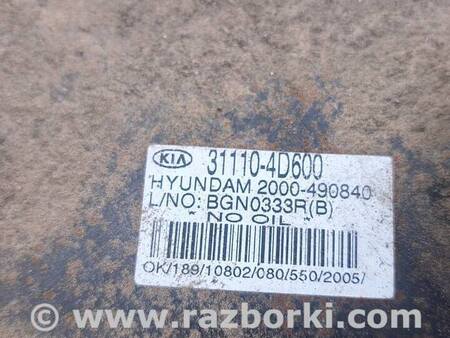 KIA 31110-4D600
HYUNDAM 2000-490840
L/NO: BGN0333R(B)
" NO OIL "
OK/189/10802/080/550/2005/
www.razborki.com